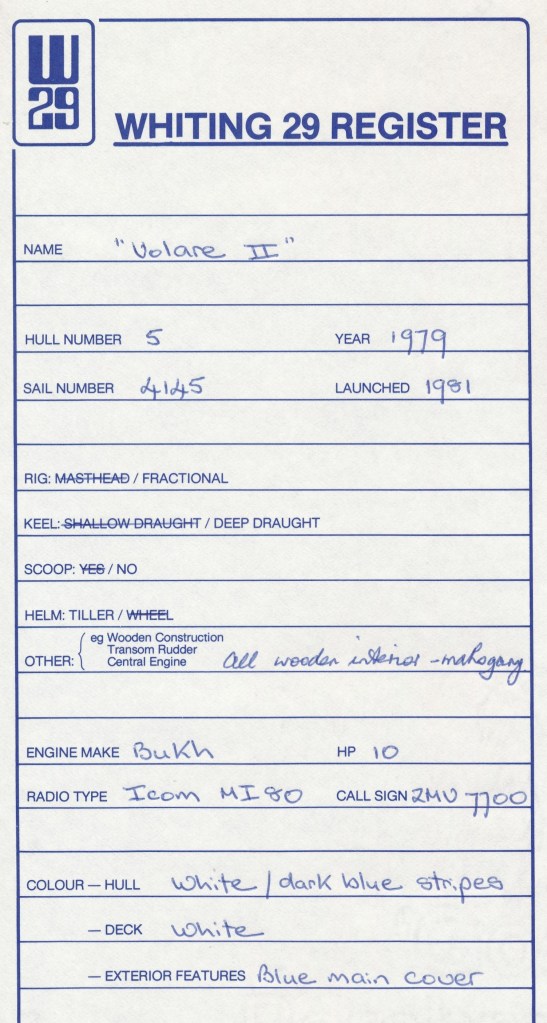 W
29
WHITING 29 REGISTER
NAME "Volare II"
HULL NUMBER 5 YEAR 1979
SAIL NUMBER 4145 LAUNCHED 1981
RIG: MASTHEAD / FRACTIONAL
KEEL: SHALLOW DRAUGHT / DEEP DRAUGHT
SCOOP: YES / NO
HELM: TILLER / WHEEL
eg Wooden Construction
Transom Rudder
OTHER: Central Engine all wooden interior - mahogany
ENGINE MAKE Bukh HP 10
RADIO TYPE Icom MI80 CALL SIGN ZMU 7700
COLOUR — HULL White / dark blue stripes
— DECK White
— EXTERIOR FEATURES Blue main cover